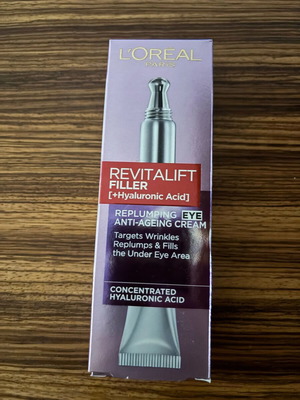 L'ORÉAL
PARIS
REVITALIFT
FILLER
[+Hyaluronic Acid]
REPLUMPING EYE
ANTI-AGEING CREAM
Targets Wrinkles
Replumps & Fills
the Under Eye Area
CONCENTRATED
HYALURONIC ACID